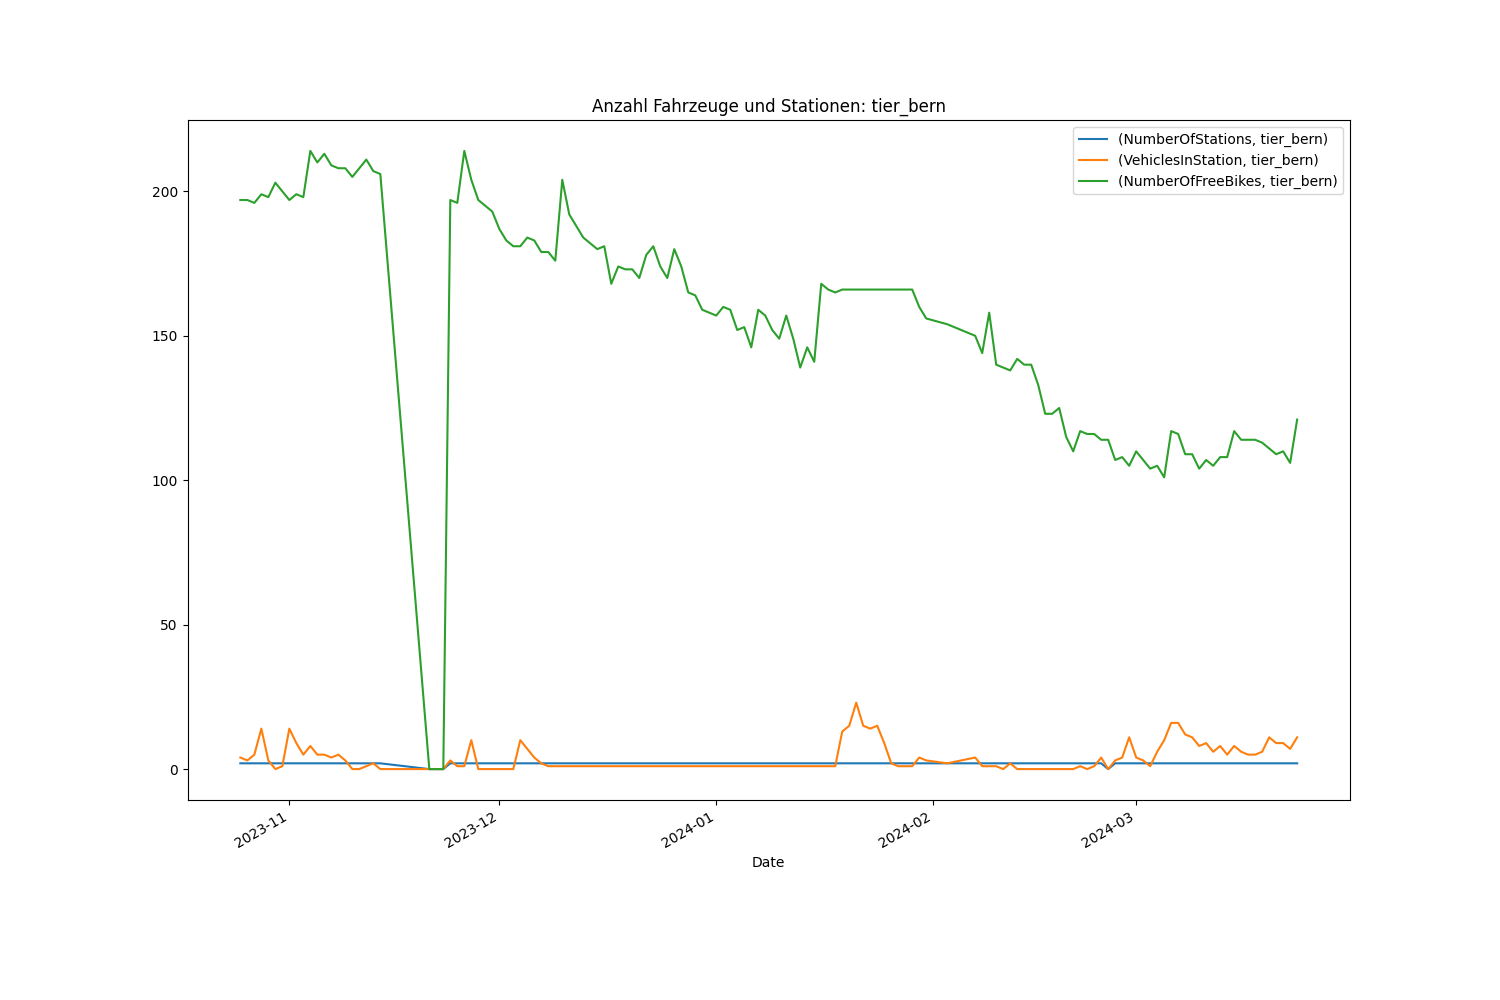 Anzahl Fahrzeuge und Stationen: tier_bern
(NumberOfStations, tier_bern)
(VehiclesInStation, tier_bern)
(NumberOfFreeBikes, tier_bern)
200
150
100
50
0
2023-11
2023-12
2024-01
2024-02
2024-03
Date